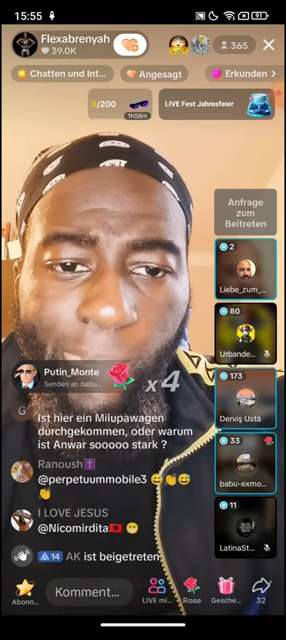 15:55
91
Flexabrenyah
39.0K
10+
365
Chatten und Int...
Angesagt
Erkunden >
0/200
1h58m
LIVE Fest Jahresfeier
Anfrage
zum
Beitreten
2
Liebe_zum_...
80
Urbande...
173
Derviş Ustâ
33
babu-exmo...
11
LatinaSt...
Putin_Monte
Senden an babu...
x4
G
Ist hier ein Milupawagen
durchgekommen, oder warum
ist Anwar sooooo stark ?
Ranoush✝️
@perpetuummobile3 😄👏😄
👏
I LOVE JESUS
@Nicomirdita🇦🇱 😁
14 AK ist beigetreten
Abonn...
Komment...
LIVE mi...
Rose
Gesche...
32